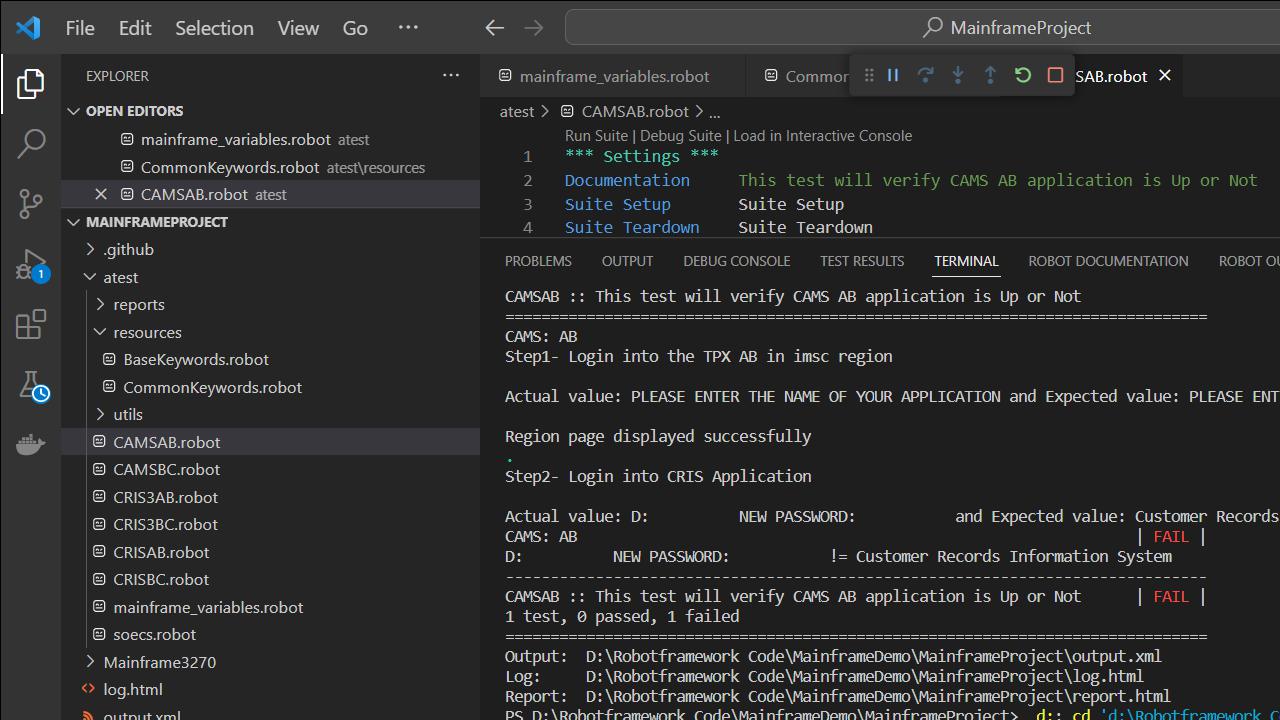 File Edit Selection View Go ···
MainframeProject
EXPLORER ···
OPEN EDITORS
mainframe_variables.robot atest
CommonKeywords.robot atest\resources
CAMSAB.robot atest
MAINFRAMEPROJECT
.github
atest
reports
resources
BaseKeywords.robot
CommonKeywords.robot
utils
CAMSAB.robot
CAMSBC.robot
CRIS3AB.robot
CRIS3BC.robot
CRISAB.robot
CRISBC.robot
mainframe_variables.robot
soecs.robot
Mainframe3270
log.html
output.xml
1
mainframe_variables.robot Common SAB.robot
atest > CAMSAB.robot > ...
Run Suite | Debug Suite | Load in Interactive Console
1 *** Settings ***
2 Documentation This test will verify CAMS AB application is Up or Not
3 Suite Setup Suite Setup
4 Suite Teardown Suite Teardown
PROBLEMS OUTPUT DEBUG CONSOLE TEST RESULTS TERMINAL ROBOT DOCUMENTATION ROBOT OU
CAMSAB :: This test will verify CAMS AB application is Up or Not
==============================================================================
CAMS: AB
Step1- Login into the TPX AB in imsc region
Actual value: PLEASE ENTER THE NAME OF YOUR APPLICATION and Expected value: PLEASE ENT
Region page displayed successfully
.
Step2- Login into CRIS Application
Actual value: D: NEW PASSWORD: and Expected value: Customer Records
CAMS: AB | FAIL |
D: NEW PASSWORD: != Customer Records Information System
------------------------------------------------------------------------------
CAMSAB :: This test will verify CAMS AB application is Up or Not | FAIL |
1 test, 0 passed, 1 failed
==============================================================================
Output: D:\Robotframework Code\MainframeDemo\MainframeProject\output.xml
Log: D:\Robotframework Code\MainframeDemo\MainframeProject\log.html
Report: D:\Robotframework Code\MainframeDemo\MainframeProject\report.html
PS D:\Robotframework Code\MainframeDemo\MainframeProject> d:; cd 'd:\Robotframework C